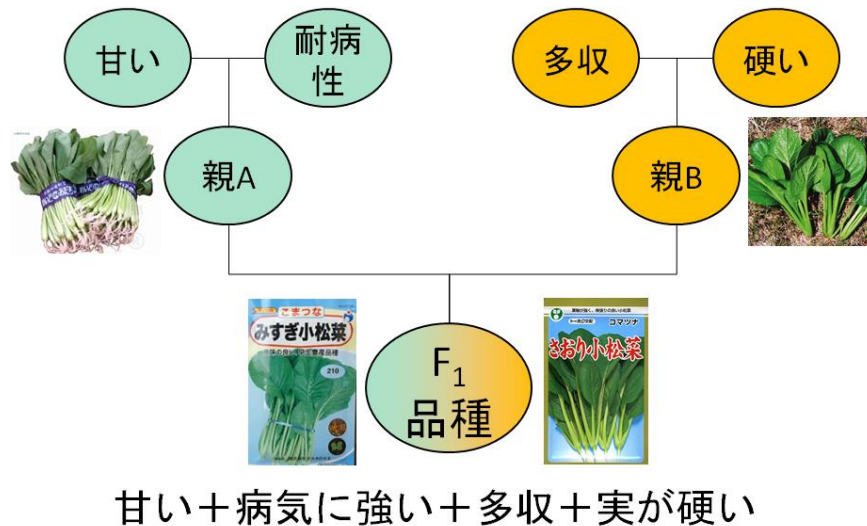 甘い
耐病
性
多収
硬い
親A
親B
こまつな
みすぎ小松菜
210
コマツナ
さおり小松菜
F₁
品種
甘い＋病気に強い＋多収＋実が硬い